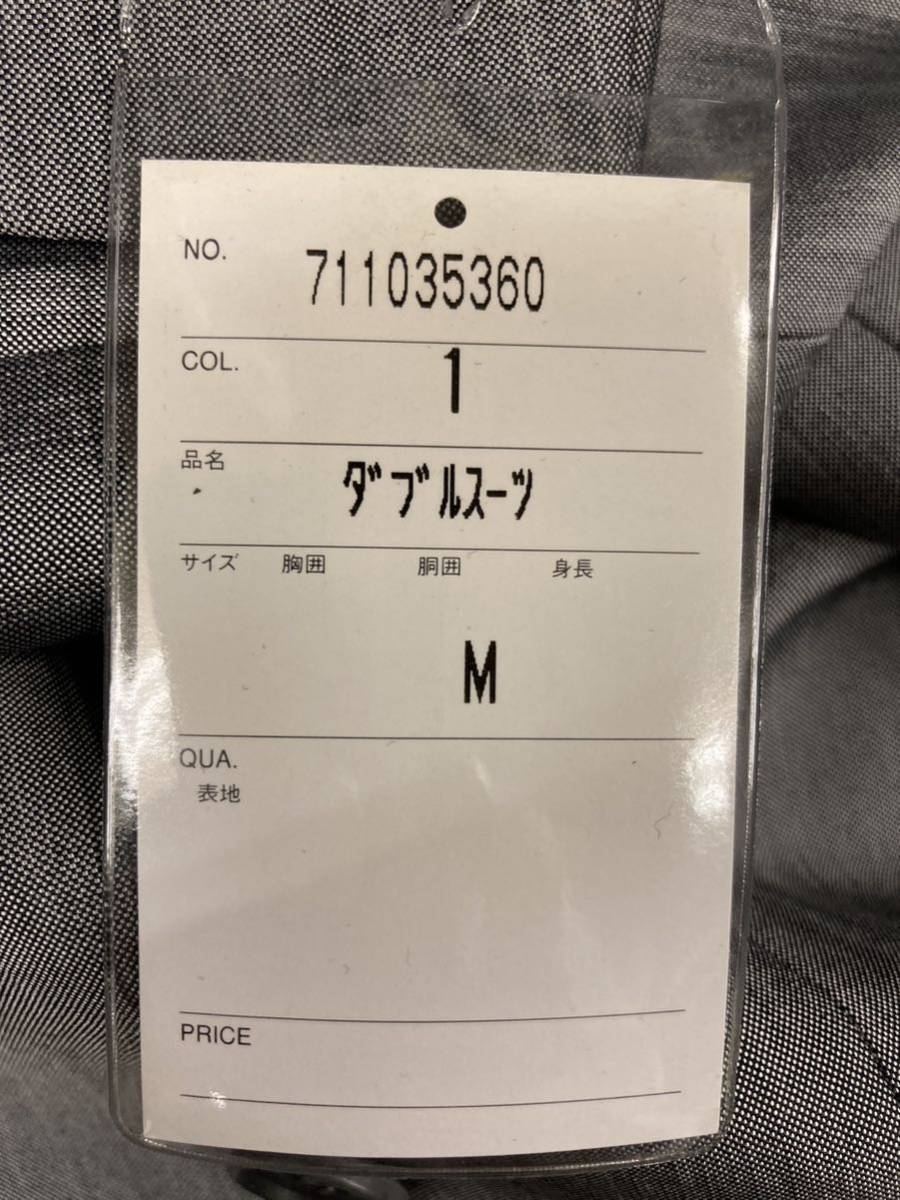 NO. 711035360
COL. 1
品名 ﾀﾞﾌﾞﾙｽｰﾂ
サイズ 胸囲 胴囲 身長
M
QUA.
表地
PRICE